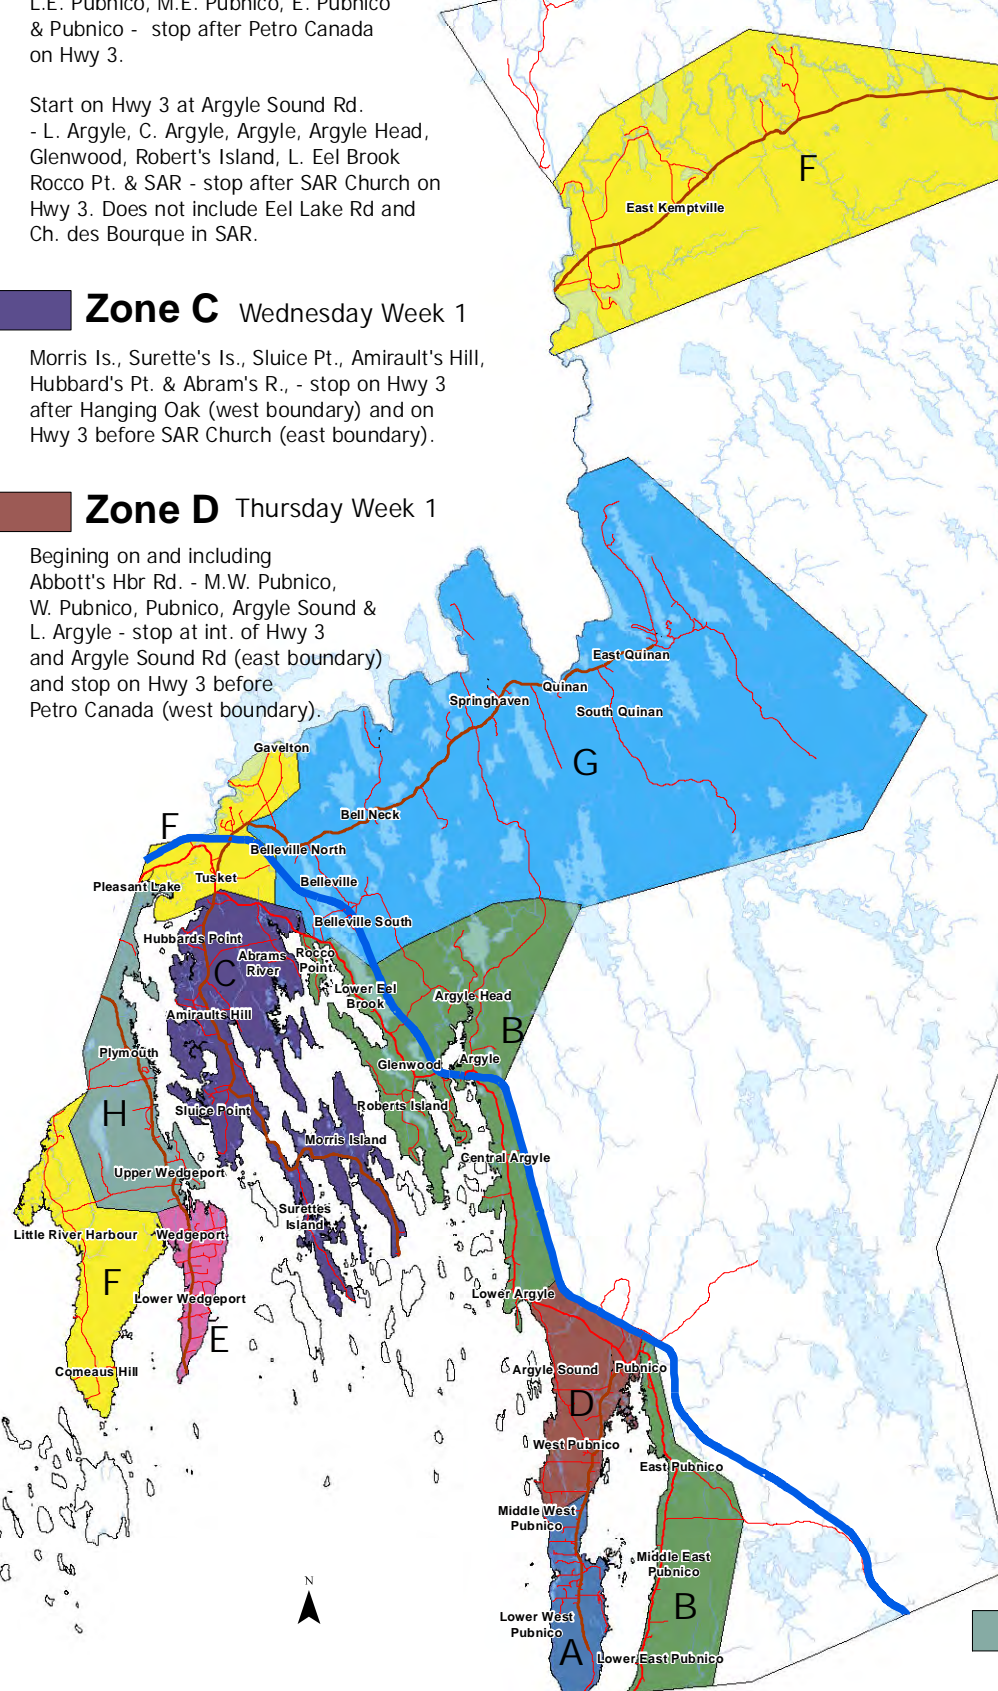 L.E. Pubnico, M.E. Pubnico, E. Pubnico
& Pubnico - stop after Petro Canada
on Hwy 3.
Start on Hwy 3 at Argyle Sound Rd.
- L. Argyle, C. Argyle, Argyle, Argyle Head,
Glenwood, Robert's Island, L. Eel Brook
Rocco Pt. & SAR - stop after SAR Church on
Hwy 3. Does not include Eel Lake Rd and
Ch. des Bourque in SAR.
Zone C Wednesday Week 1
Morris Is., Surette's Is., Sluice Pt., Amirault's Hill,
Hubbard's Pt. & Abram's R., - stop on Hwy 3
after Hanging Oak (west boundary) and on
Hwy 3 before SAR Church (east boundary).
Zone D Thursday Week 1
Begining on and including
Abbott's Hbr Rd. - M.W. Pubnico,
W. Pubnico, Pubnico, Argyle Sound &
L. Argyle - stop at int. of Hwy 3
and Argyle Sound Rd (east boundary)
and stop on Hwy 3 before
Petro Canada (west boundary).
F
East Kemptville
East Quinan
Quinan
Springhaven
South Quinan
Gavelton
G
Bell Neck
F
Belleville North
Tusket
Belleville
Pleasant Lake
Belleville South
Hubbards Point
Abrams
River
Rocco
Point
C
Lower Eel
Brook
Argyle Head
Amiraults Hill
B
Plymouth
Glenwood
Argyle
H
Sluice Point
Roberts Island
Morris Island
Central Argyle
Upper Wedgeport
Surettes
Island
Little River Harbour
Wedgeport
F
Lower Wedgeport
Lower Argyle
E
Comeaus Hill
Argyle Sound
Pubnico
D
West Pubnico
East Pubnico
Middle West
Pubnico
Middle East
Pubnico
N
Lower West
Pubnico
B
A
Lower East Pubnico